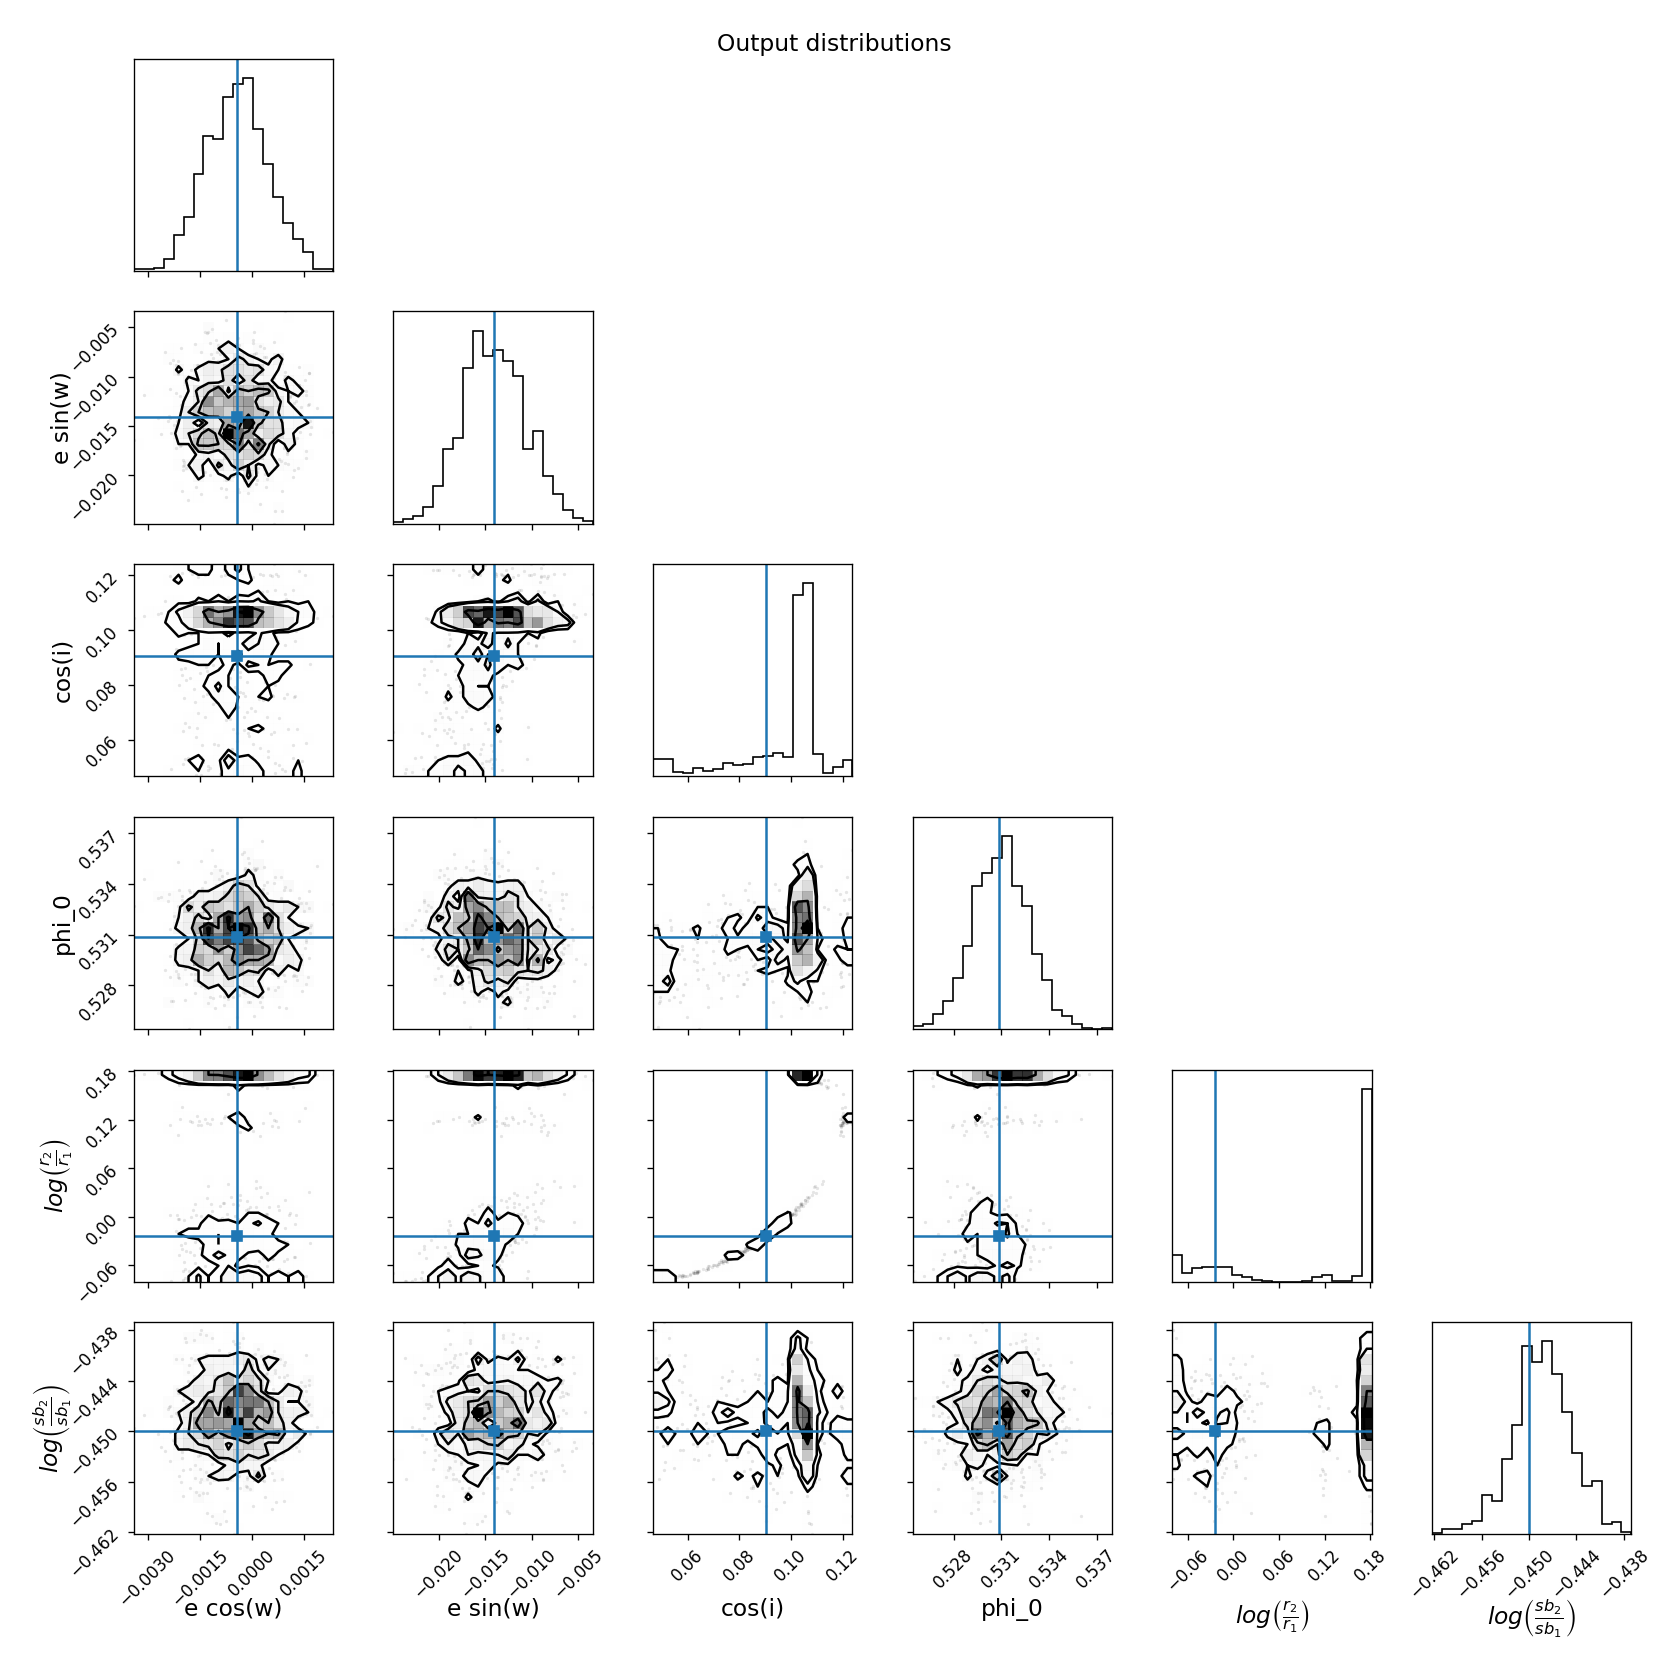 Output distributions
e sin(w)
−0.005
−0.010
−0.015
−0.020
cos(i)
0.12
0.10
0.08
0.06
phi_0
0.537
0.534
0.531
0.528
log(r₂/r₁)
0.18
0.12
0.06
0.00
−0.06
log(sb₂/sb₁)
−0.438
−0.444
−0.450
−0.456
−0.462
−0.0030 −0.0015 0.0000 0.0015
−0.020 −0.015 −0.010 −0.005
0.06 0.08 0.10 0.12
0.528 0.531 0.534 0.537
−0.06 0.00 0.06 0.12 0.18
−0.462 −0.456 −0.450 −0.444 −0.438
e cos(w)
e sin(w)
cos(i)
phi_0
log(r₂/r₁)
log(sb₂/sb₁)